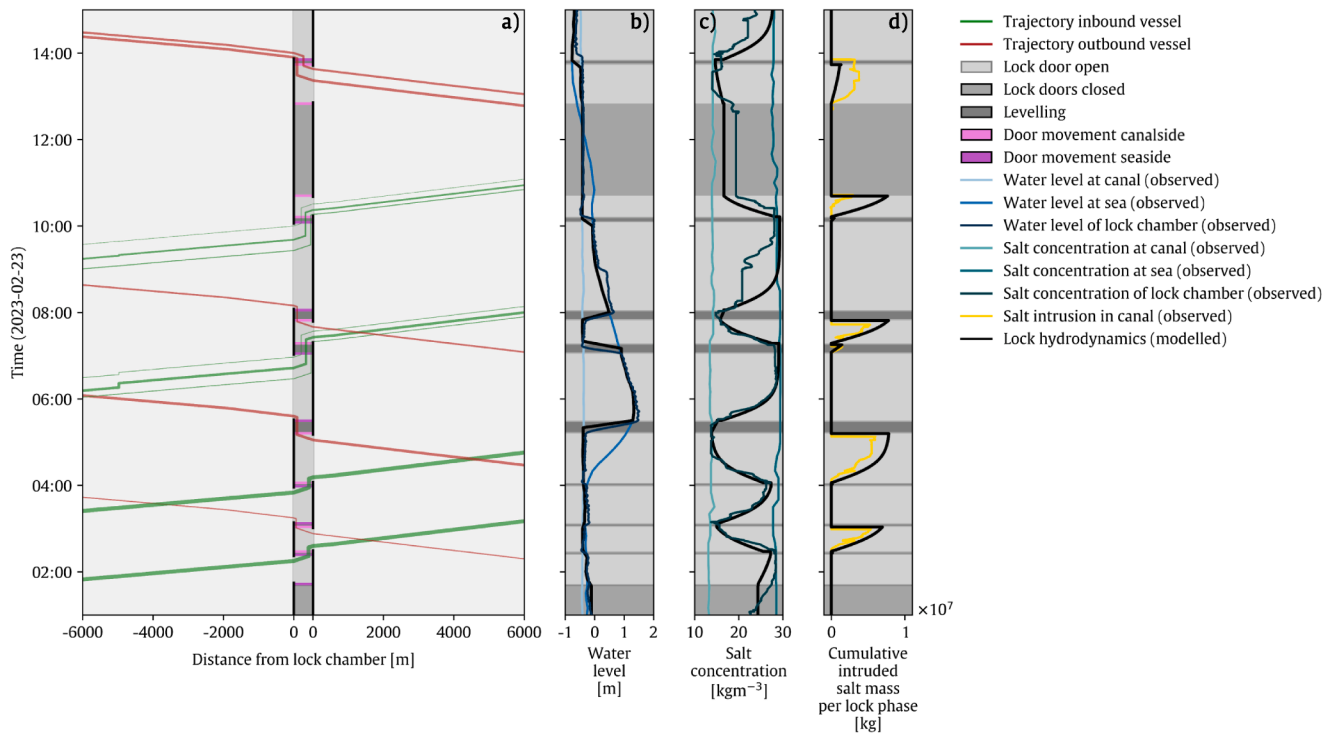 a)
b)
c)
d)
14:00
12:00
10:00
08:00
06:00
04:00
02:00
Time (2023-02-23)
-6000
-4000
-2000
0
0
2000
4000
6000
Distance from lock chamber [m]
-1
0
1
2
Water
level
[m]
10
20
30
Salt
concentration
[kgm⁻³]
0
1
×10⁷
Cumulative
intruded
salt mass
per lock phase
[kg]
Trajectory inbound vessel
Trajectory outbound vessel
Lock door open
Lock doors closed
Levelling
Door movement canalside
Door movement seaside
Water level at canal (observed)
Water level at sea (observed)
Water level of lock chamber (observed)
Salt concentration at canal (observed)
Salt concentration at sea (observed)
Salt concentration of lock chamber (observed)
Salt intrusion in canal (observed)
Lock hydrodynamics (modelled)